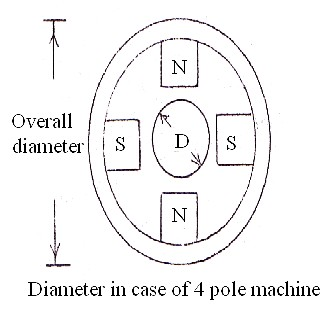 N
Overall
diameter
S
D
S
N
Diameter in case of 4 pole machine